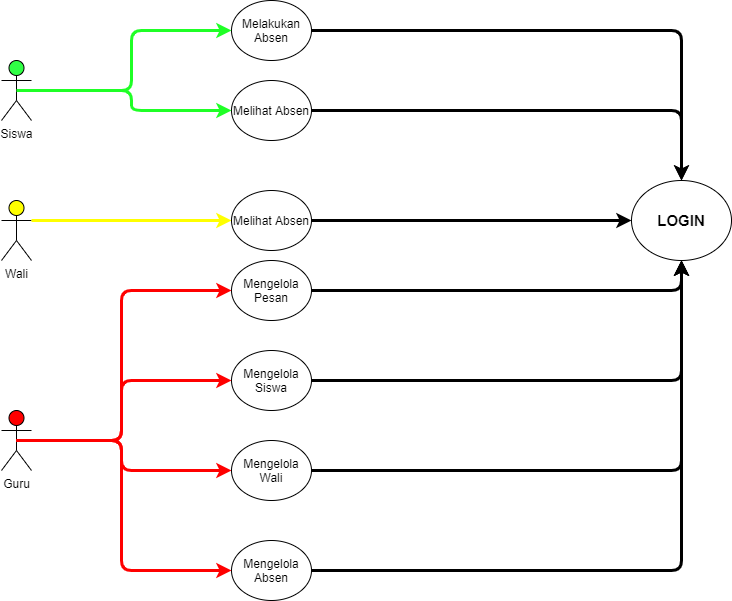 Melakukan
Absen
Siswa
Melihat Absen
Wali
Melihat Absen
LOGIN
Mengelola
Pesan
Mengelola
Siswa
Guru
Mengelola
Wali
Mengelola
Absen